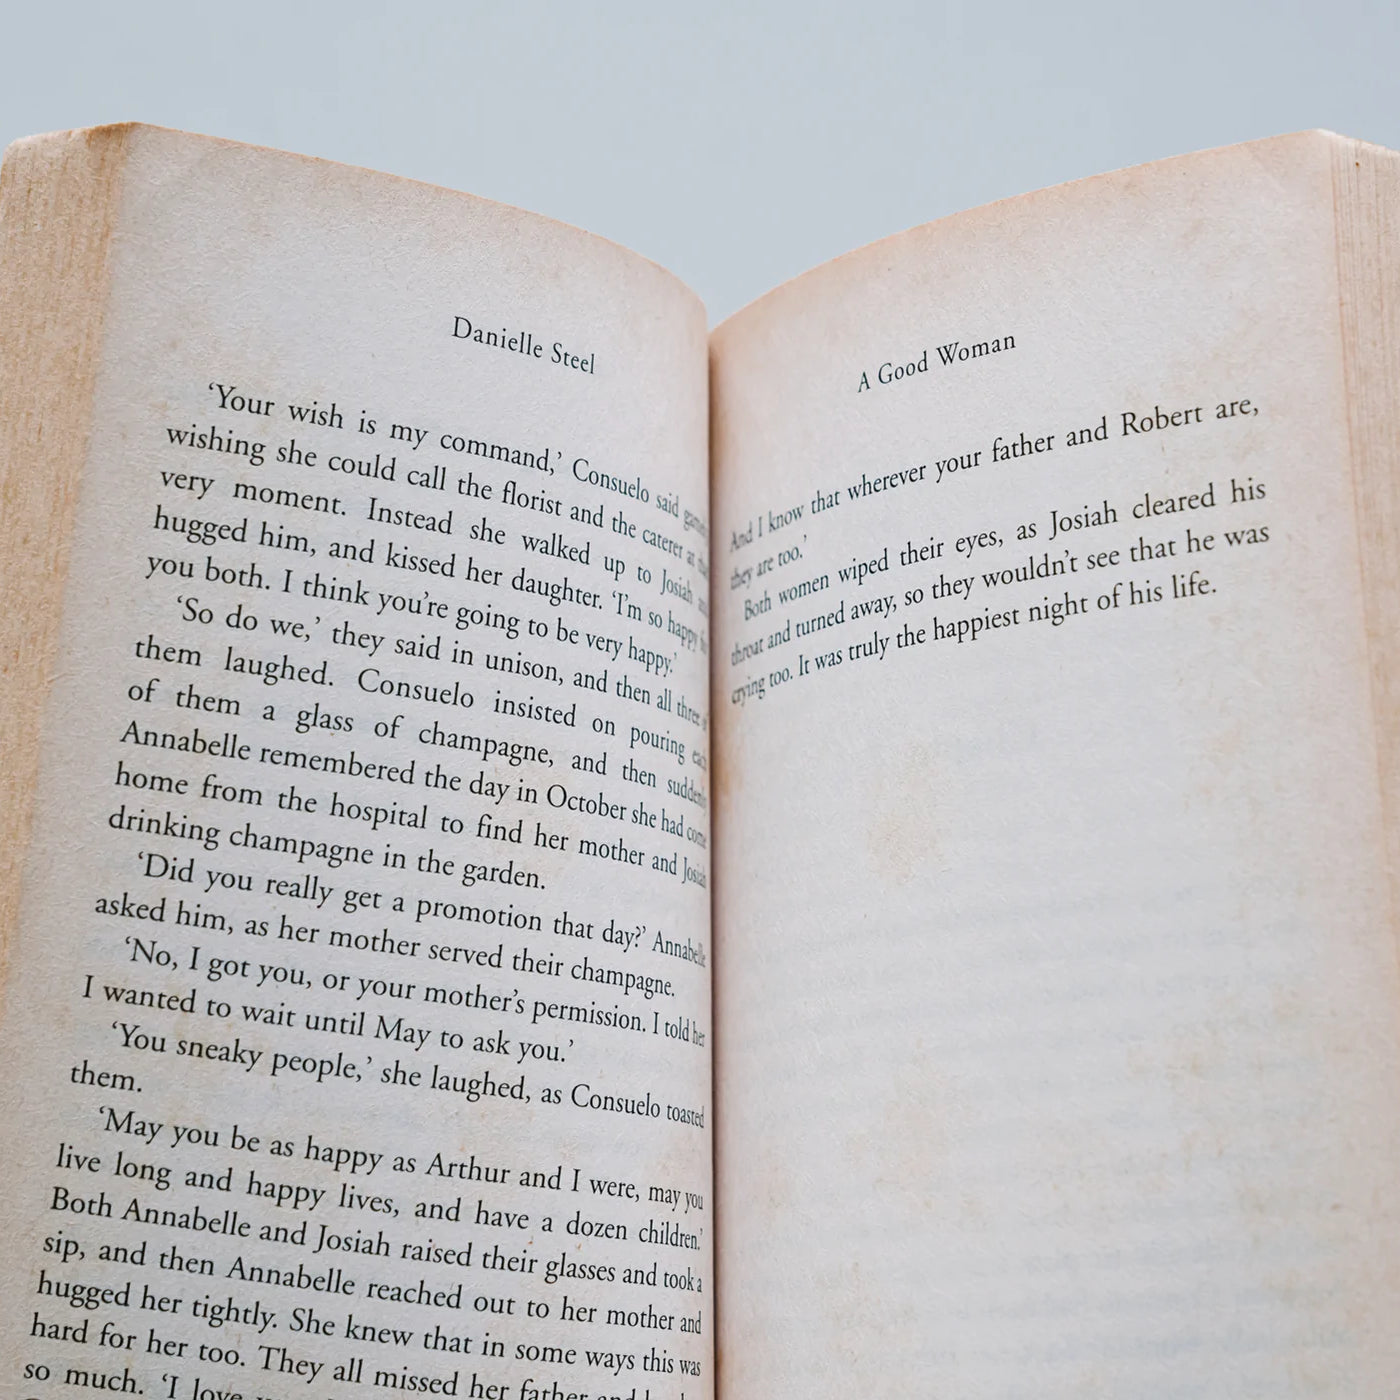 Danielle Steel
‘Your wish is my command,’ Consuelo said
wishing she could call the florist and the caterer at
very moment. Instead she walked up to Josiah
hugged him, and kissed her daughter. ‘I’m so happy
you both. I think you’re going to be very happy.’
‘So do we,’ they said in unison, and then all three
them laughed. Consuelo insisted on pouring each
of them a glass of champagne, and then suddenly
Annabelle remembered the day in October she had come
home from the hospital to find her mother and Josiah
drinking champagne in the garden.
‘Did you really get a promotion that day?’ Annabelle
asked him, as her mother served their champagne.
‘No, I got you, or your mother’s permission. I told her
I wanted to wait until May to ask you.’
‘You sneaky people,’ she laughed, as Consuelo toasted
them.
‘May you be as happy as Arthur and I were, may you
live long and happy lives, and have a dozen children.’
Both Annabelle and Josiah raised their glasses and took a
sip, and then Annabelle reached out to her mother and
hugged her tightly. She knew that in some ways this was
hard for her too. They all missed her father and
so much. ‘I love
A Good Woman
And I know that wherever your father and Robert are,
they are too.’
Both women wiped their eyes, as Josiah cleared his
throat and turned away, so they wouldn’t see that he was
crying too. It was truly the happiest night of his life.